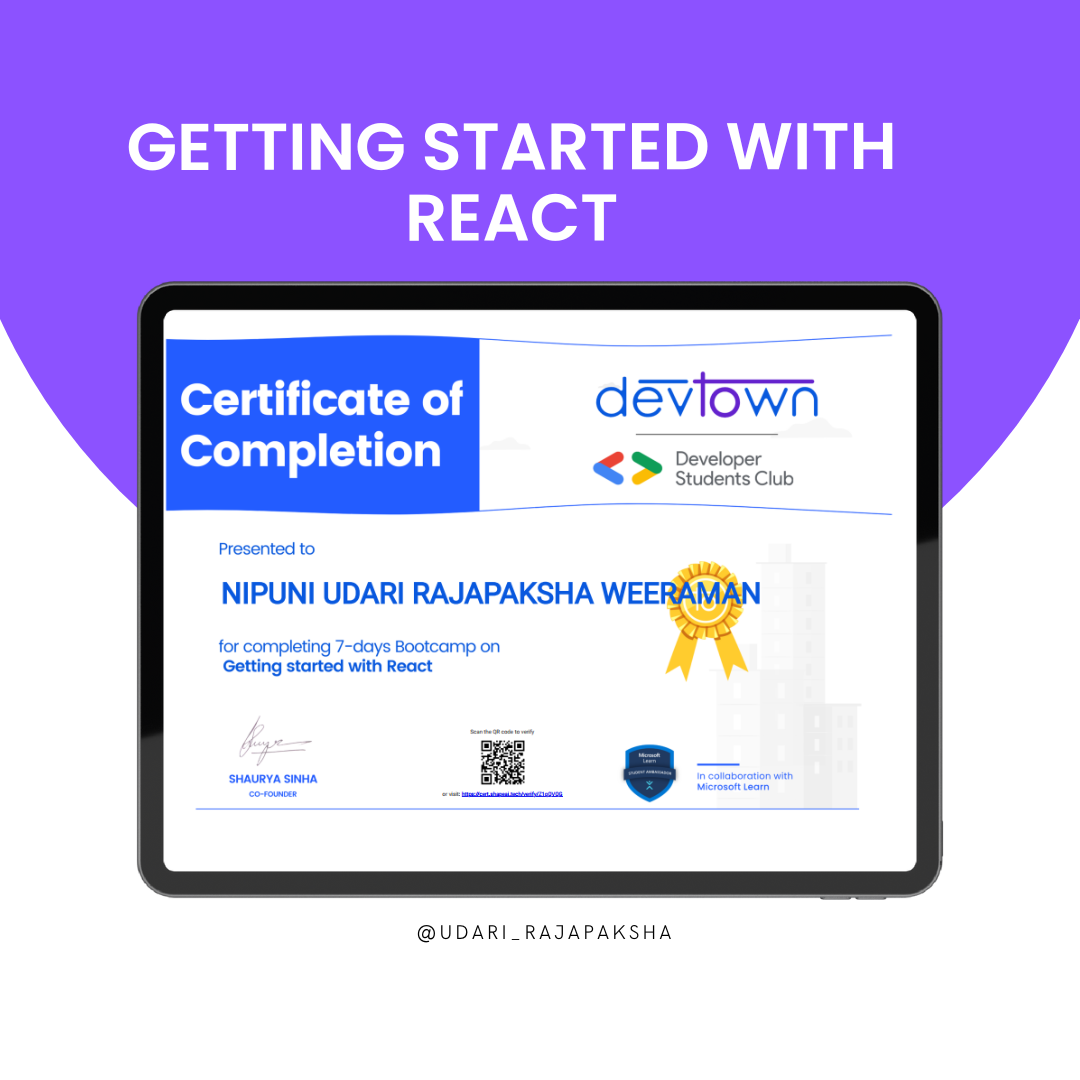 GETTING STARTED WITH
REACT
Certificate of
Completion
devtown
Developer
Students Club
Presented to
NIPUNI UDARI RAJAPAKSHA WEERAMAN
for completing 7-days Bootcamp on
Getting started with React
SHAURYA SINHA
CO-FOUNDER
Scan the QR code to verify
or visit:
Microsoft
Learn
STUDENT AMBASSADOR
In collaboration with
Microsoft Learn
@UDARI_RAJAPAKSHA